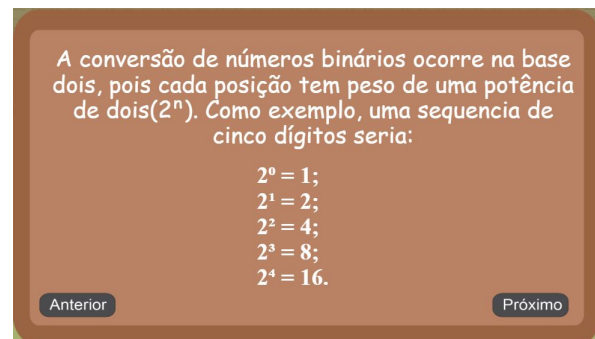 A conversão de números binários ocorre na base
dois, pois cada posição tem peso de uma potência
de dois(2ⁿ). Como exemplo, uma sequencia de
cinco dígitos seria:
2⁰ = 1;
2¹ = 2;
2² = 4;
2³ = 8;
2⁴ = 16.
Anterior
Próximo